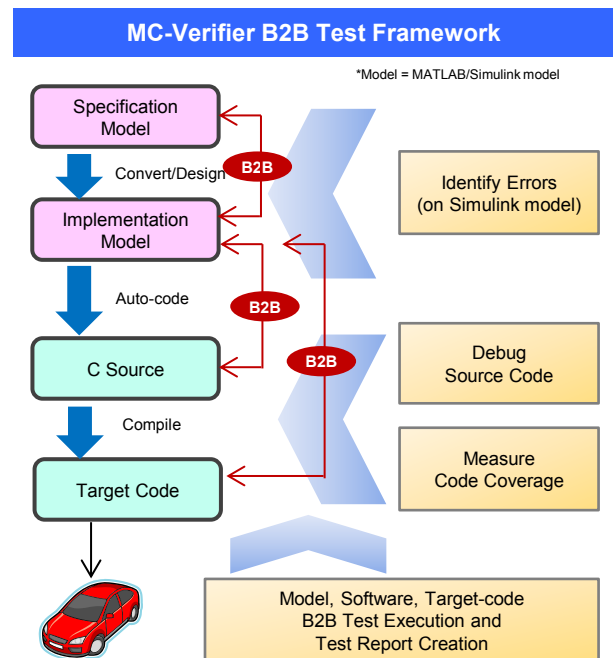 MC-Verifier B2B Test Framework
*Model = MATLAB/Simulink model
Specification
Model
B2B
Convert/Design
Identify Errors
(on Simulink model)
Implementation
Model
Auto-code
B2B
C Source
B2B
Debug
Source Code
Compile
Measure
Code Coverage
Target Code
Model, Software, Target-code
B2B Test Execution and
Test Report Creation